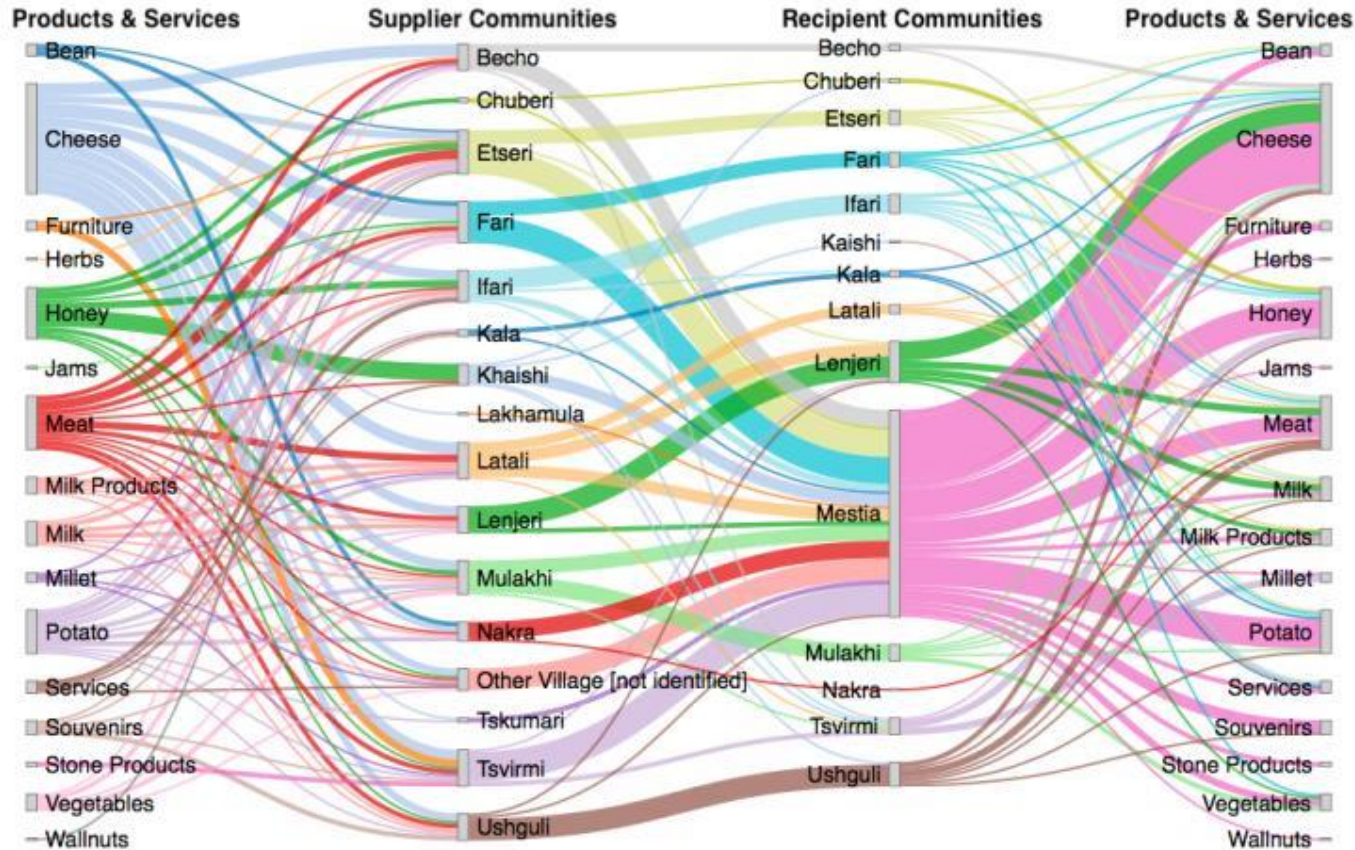 Products & Services
Supplier Communities
Recipient Communities
Products & Services
Bean
Cheese
Furniture
Herbs
Honey
Jams
Meat
Milk Products
Milk
Millet
Potato
Services
Souvenirs
Stone Products
Vegetables
Wallnuts
Becho
Chuberi
Etseri
Fari
Ifari
Kala
Khaishi
Lakhamula
Latali
Lenjeri
Mulakhi
Nakra
Other Village [not identified]
Tskumari
Tsvirmi
Ushguli
Becho
Chuberi
Etseri
Fari
Ifari
Kaishi
Kala
Latali
Lenjeri
Mestia
Mulakhi
Nakra
Tsvirmi
Ushguli
Bean
Cheese
Furniture
Herbs
Honey
Jams
Meat
Milk
Milk Products
Millet
Potato
Services
Souvenirs
Stone Products
Vegetables
Wallnuts